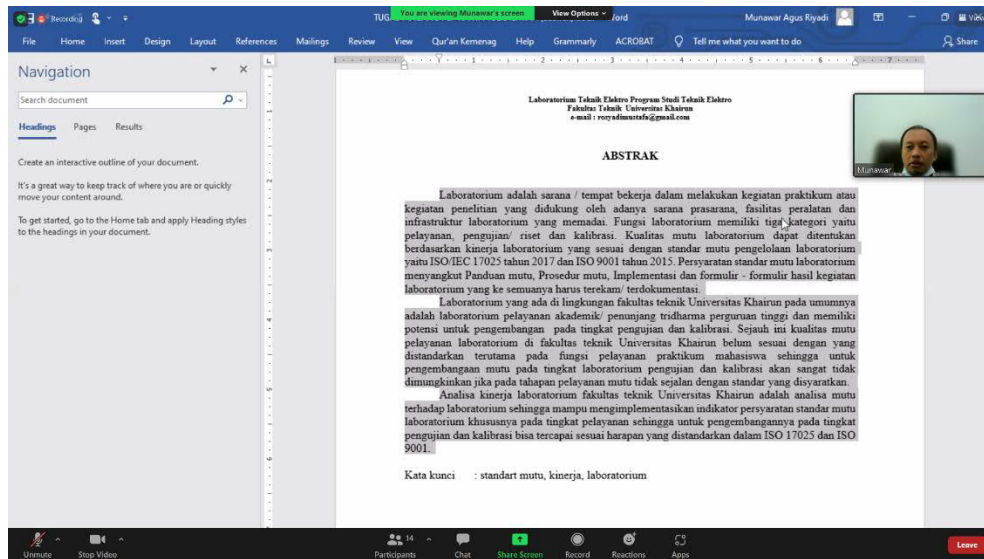 Recording
TUG
You are viewing Munawar's screen
View Options
ord
Munawar Agus Riyadi
File Home Insert Design Layout References Mailings Review View Qur'an Kemenag Help Grammarly ACROBAT Tell me what you want to do Share
Navigation
Search document
Headings Pages Results
Create an interactive outline of your document.
It's a great way to keep track of where you are or quickly
move your content around.
To get started, go to the Home tab and apply Heading styles
to the headings in your document.
Laboratorium Teknik Elektro Program Studi Teknik Elektro
Fakultas Teknik Universitas Khairun
e-mail : rosyadimustafa@gmail.com
ABSTRAK
Munawar
Laboratorium adalah sarana / tempat bekerja dalam melakukan kegiatan praktikum atau
kegiatan penelitian yang didukung oleh adanya sarana prasarana, fasilitas peralatan dan
infrastruktur laboratorium yang memadai. Fungsi laboratorium memiliki tiga kategori yaitu
pelayanan, pengujian/ riset dan kalibrasi. Kualitas mutu laboratorium dapat ditentukan
berdasarkan kinerja laboratorium yang sesuai dengan standar mutu pengelolaan laboratorium
yaitu ISO/IEC 17025 tahun 2017 dan ISO 9001 tahun 2015. Persyaratan standar mutu laboratorium
menyangkut Panduan mutu, Prosedur mutu, Implementasi dan formulir - formulir hasil kegiatan
laboratorium yang ke semuanya harus terekam/ terdokumentasi.
Laboratorium yang ada di lingkungan fakultas teknik Universitas Khairun pada umumnya
adalah laboratorium pelayanan akademik/ penunjang tridharma perguruan tinggi dan memiliki
potensi untuk pengembangan pada tingkat pengujian dan kalibrasi. Sejauh ini kualitas mutu
pelayanan laboratorium di fakultas teknik Universitas Khairun belum sesuai dengan yang
distandarkan terutama pada fungsi pelayanan praktikum mahasiswa sehingga untuk
pengembangaan mutu pada tingkat laboratorium pengujian dan kalibrasi akan sangat tidak
dimungkinkan jika pada tahapan pelayanan mutu tidak sejalan dengan standar yang disyaratkan.
Analisa kinerja laboratorium fakultas teknik Universitas Khairun adalah analisa mutu
terhadap laboratorium sehingga mampu mengimplementasikan indikator persyaratan standar mutu
laboratorium khususnya pada tingkat pelayanan sehingga untuk pengembangannya pada tingkat
pengujian dan kalibrasi bisa tercapai sesuai harapan yang distandarkan dalam ISO 17025 dan ISO
9001.
Kata kunci : standart mutu, kinerja, laboratorium
Unmute Stop Video Participants 14 Chat Share Screen Record Reactions Apps Leave